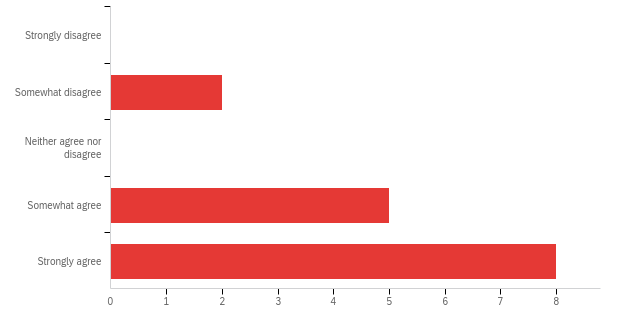 Strongly disagree
Somewhat disagree
Neither agree nor
disagree
Somewhat agree
Strongly agree
0 1 2 3 4 5 6 7 8